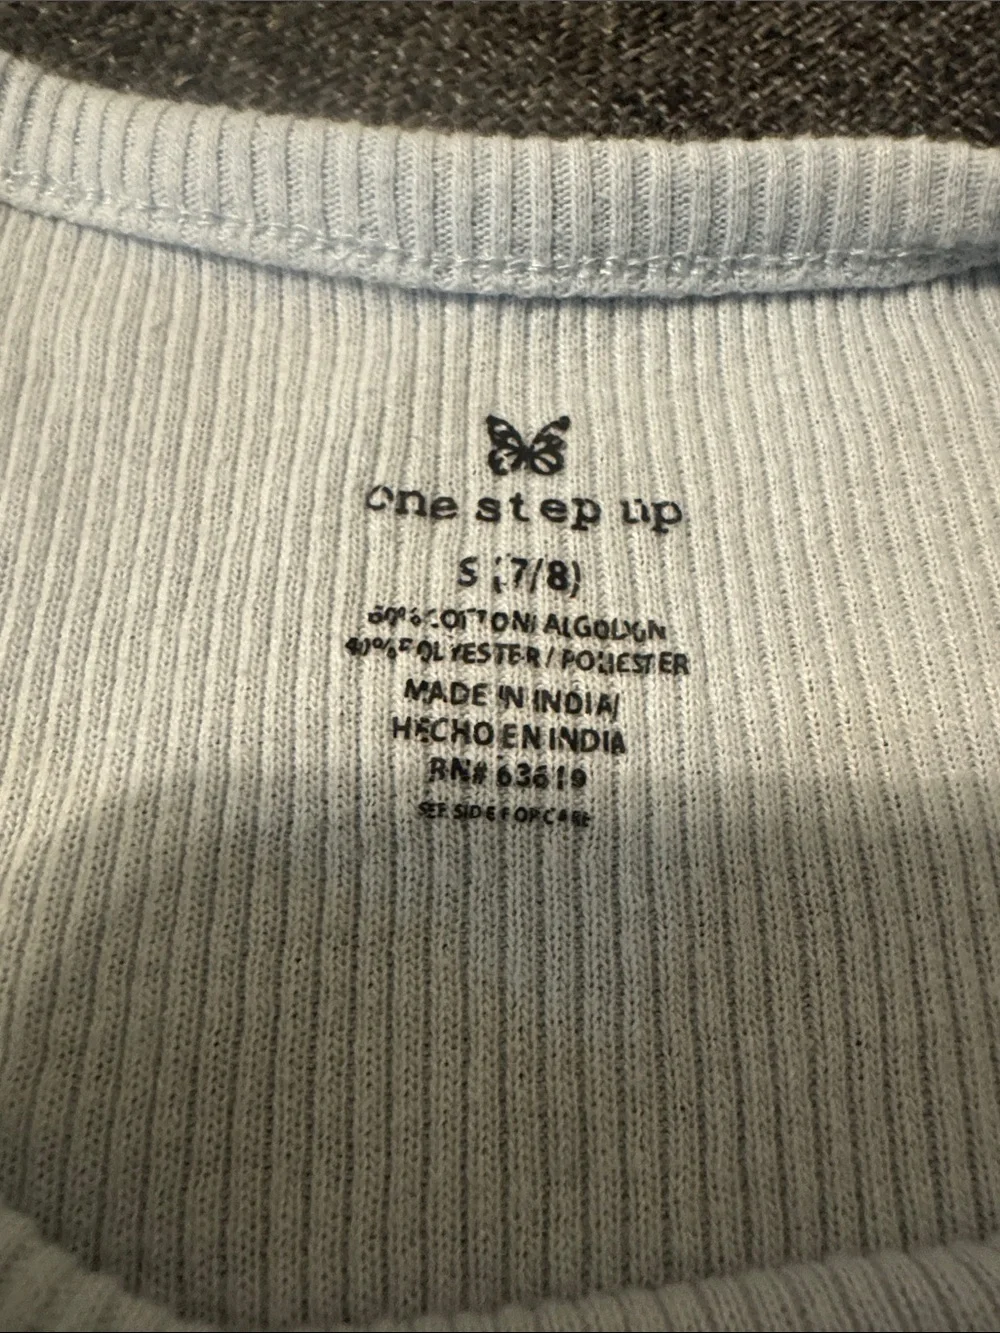 one step up
S (7/8)
60% COTTON/ ALGODON
40% POLYESTER / POLIESTER
MADE IN INDIA/
HECHO EN INDIA
RN# 63619
SEE SIDE FOR CARE